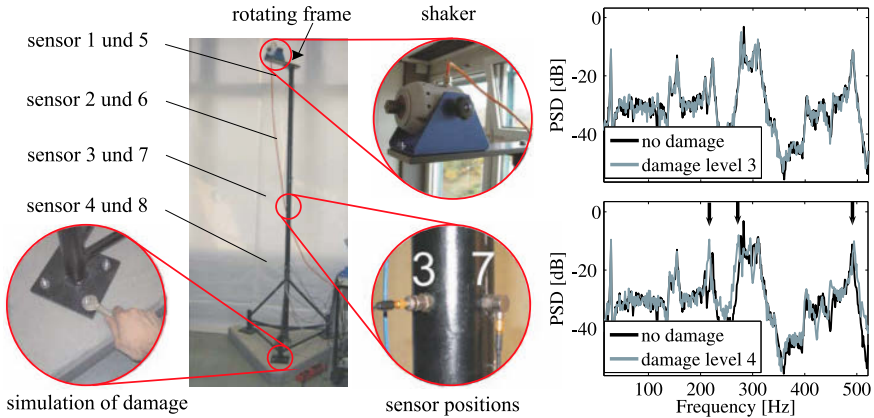 rotating frame
shaker
sensor 1 und 5
sensor 2 und 6
sensor 3 und 7
sensor 4 und 8
3 7
simulation of damage
sensor positions
0
-20
-40
PSD [dB]
no damage
damage level 3
0
-20
-40
PSD [dB]
no damage
damage level 4
100 200 300 400 500
Frequency [Hz]